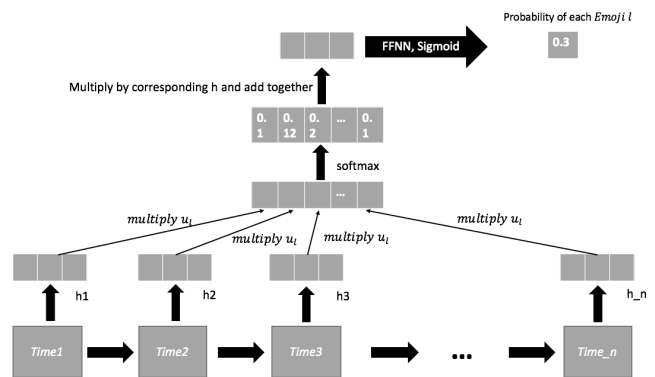 Probability of each Emoji l
FFNN, Sigmoid
0.3
Multiply by corresponding h and add together
0. 0. 0. ... 0.
1 12 2 1
softmax
...
multiply u_l
multiply u_l
multiply u_l
multiply u_l
h1
h2
h3
h_n
Time1
Time2
Time3
...
Time_n